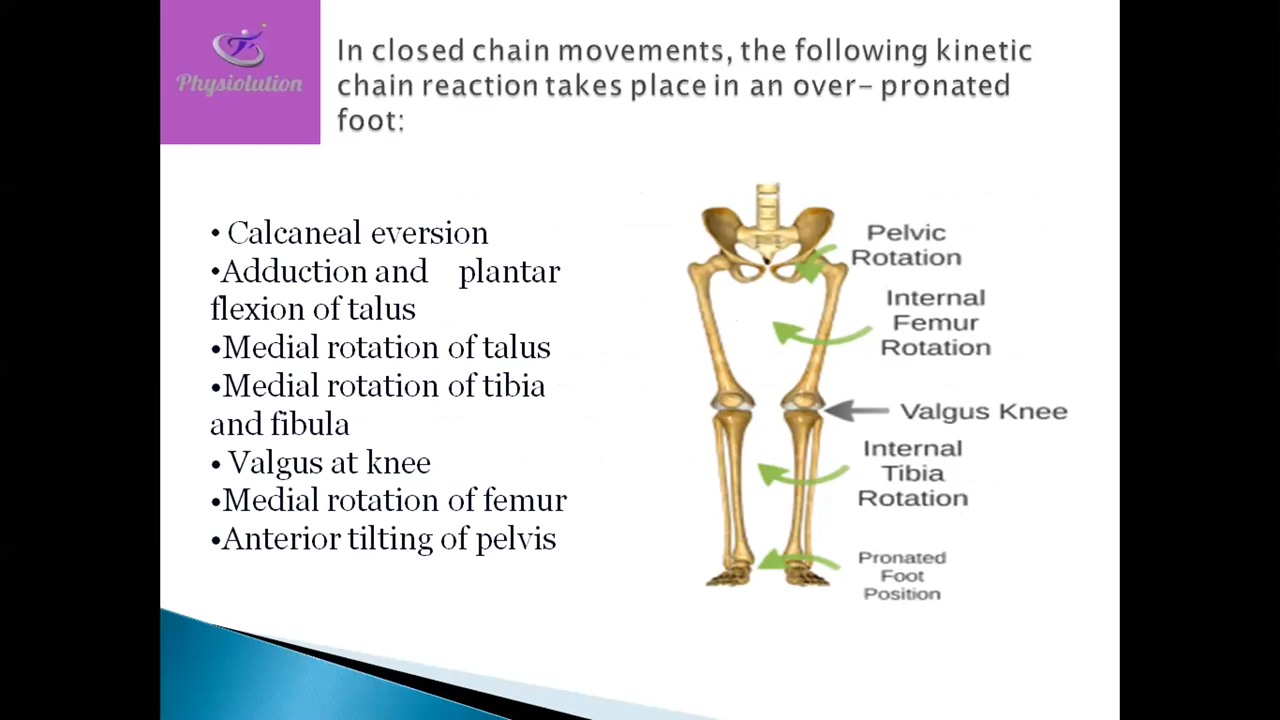 Physiolution
In closed chain movements, the following kinetic
chain reaction takes place in an over- pronated
foot:
• Calcaneal eversion
•Adduction and plantar
flexion of talus
•Medial rotation of talus
•Medial rotation of tibia
and fibula
• Valgus at knee
•Medial rotation of femur
•Anterior tilting of pelvis
Pelvic
Rotation
Internal
Femur
Rotation
Valgus Knee
Internal
Tibia
Rotation
Pronated
Foot
Position